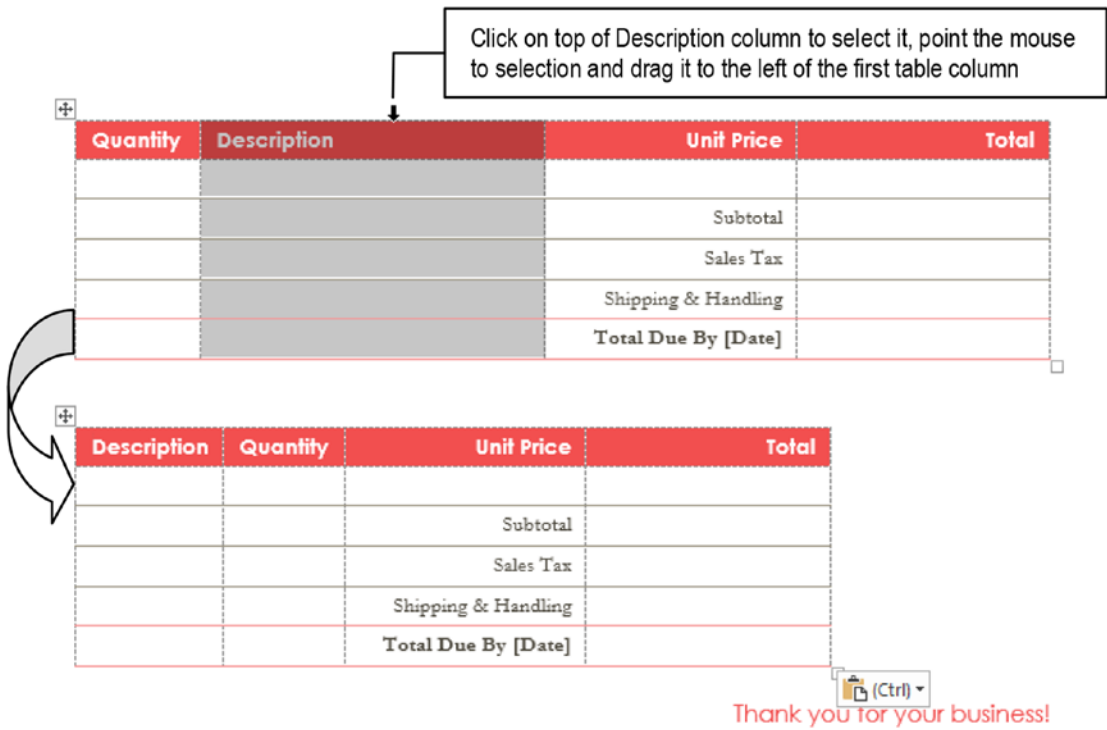 Click on top of Description column to select it, point the mouse
to selection and drag it to the left of the first table column
Quantity Description Unit Price Total
Subtotal
Sales Tax
Shipping & Handling
Total Due By [Date]
Description Quantity Unit Price Total
Subtotal
Sales Tax
Shipping & Handling
Total Due By [Date]
(Ctrl)
Thank you for your business!